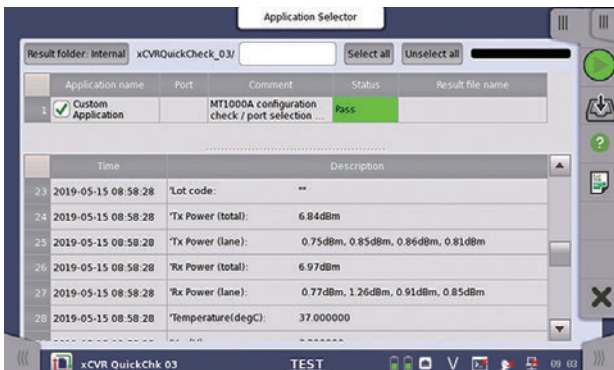 Application Selector
Result folder: Internal xCVRQuickCheck_03/ Select all Unselect all
Application name Port Comment Status Result file name
1 Custom Application MT1000A configuration check / port selection ... Pass
Time Description
23 2019-05-15 08:58:28 'Lot code: ""
24 2019-05-15 08:58:28 'Tx Power (total): 6.84dBm
25 2019-05-15 08:58:28 'Tx Power (lane): 0.75dBm, 0.85dBm, 0.86dBm, 0.81dBm
26 2019-05-15 08:58:28 'Rx Power (total): 6.97dBm
27 2019-05-15 08:58:28 'Rx Power (lane): 0.77dBm, 1.26dBm, 0.91dBm, 0.85dBm
28 2019-05-15 08:58:28 'Temperature(degC): 37.000000
xCVR QuickChk 03 TEST 09 03